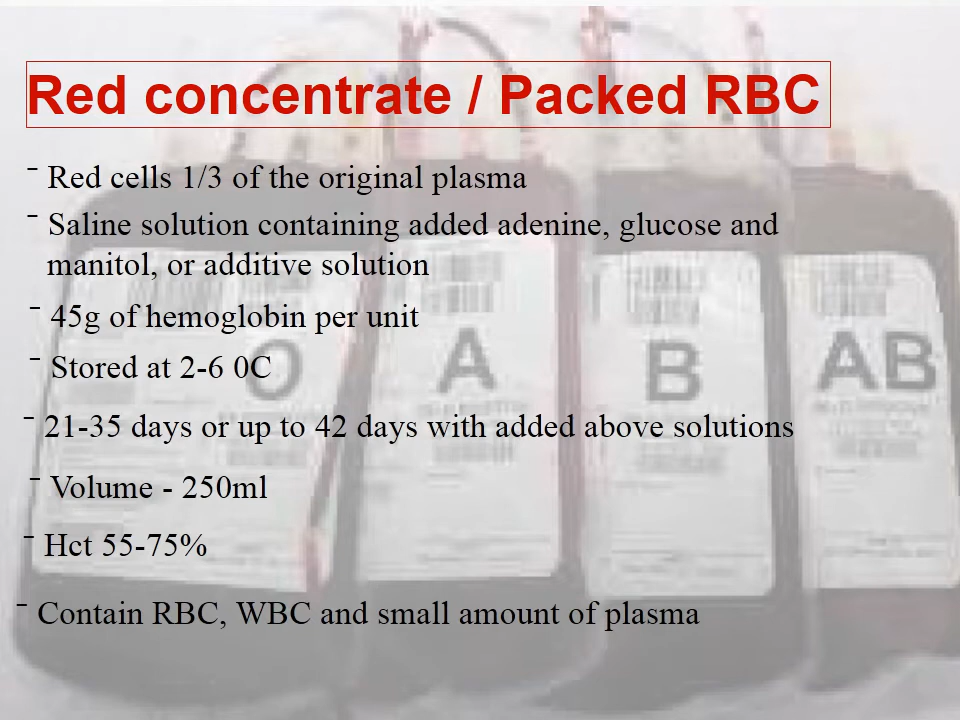 Red concentrate / Packed RBC
- Red cells 1/3 of the original plasma
- Saline solution containing added adenine, glucose and
manitol, or additive solution
- 45g of hemoglobin per unit
- Stored at 2-6 0C
- 21-35 days or up to 42 days with added above solutions
- Volume - 250ml
- Hct 55-75%
- Contain RBC, WBC and small amount of plasma
O
A
B
AB